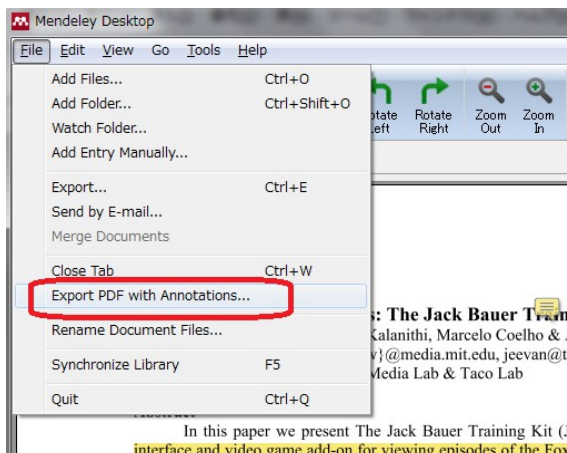 Mendeley Desktop
File Edit View Go Tools Help
Add Files... Ctrl+O
Add Folder... Ctrl+Shift+O
Watch Folder...
Add Entry Manually...
Export... Ctrl+E
Send by E-mail...
Merge Documents
Close Tab Ctrl+W
Export PDF with Annotations...
Rename Document Files...
Synchronize Library F5
Quit Ctrl+Q
Rotate Right
Zoom Out
Zoom In
: The Jack Bauer
Kalanithi, Marcelo Coelho &
}@media.mit.edu, jeevan@
Media Lab & Taco Lab
In this paper we present The Jack Bauer Training Kit (
interface and video game add-on for viewing episodes of the Fox